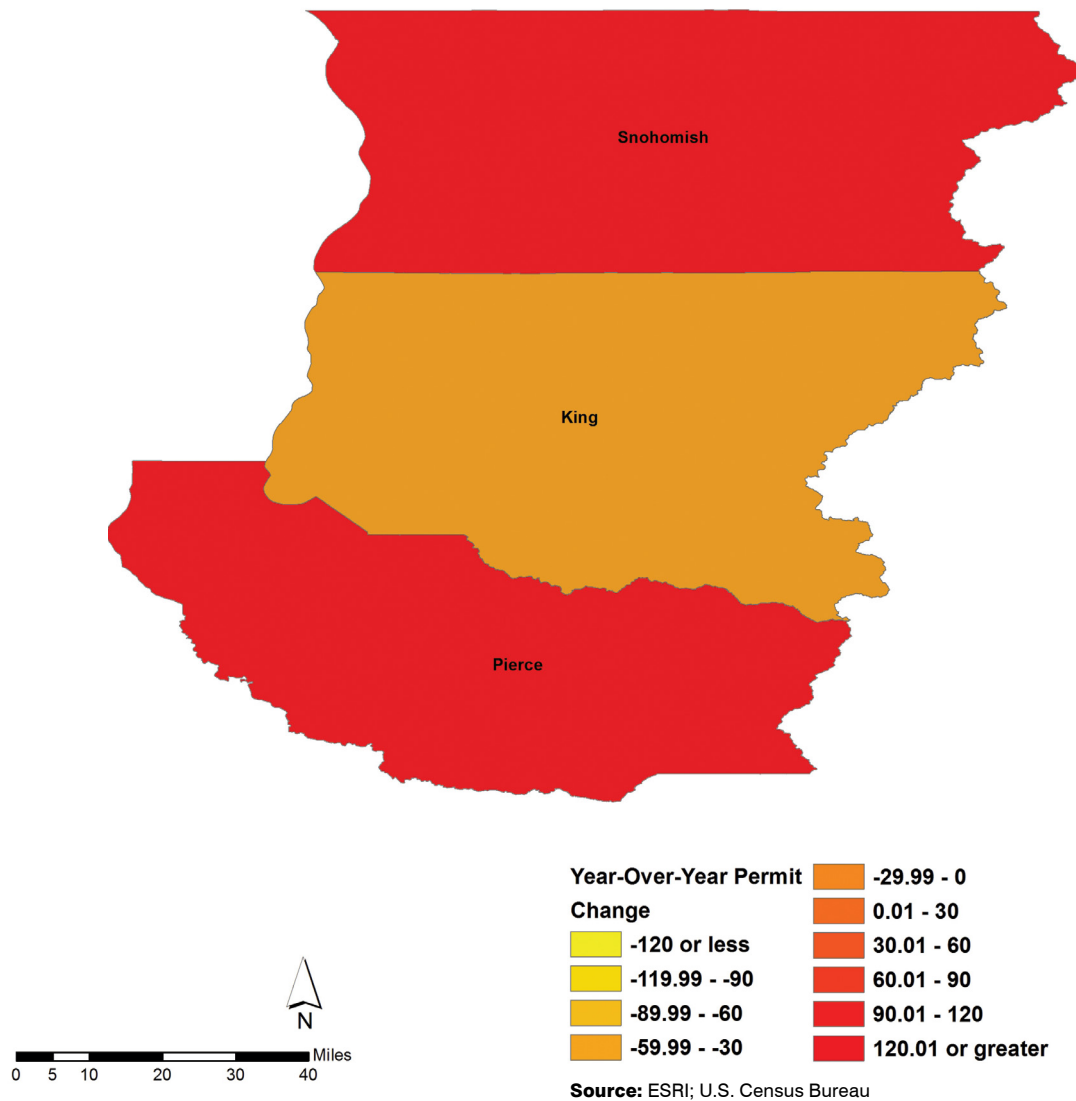 Snohomish
King
Pierce
Year-Over-Year Permit
Change
-120 or less
-119.99 - -90
-89.99 - -60
-59.99 - -30
-29.99 - 0
0.01 - 30
30.01 - 60
60.01 - 90
90.01 - 120
120.01 or greater
N
Miles
0 5 10 20 30 40
Source: ESRI; U.S. Census Bureau